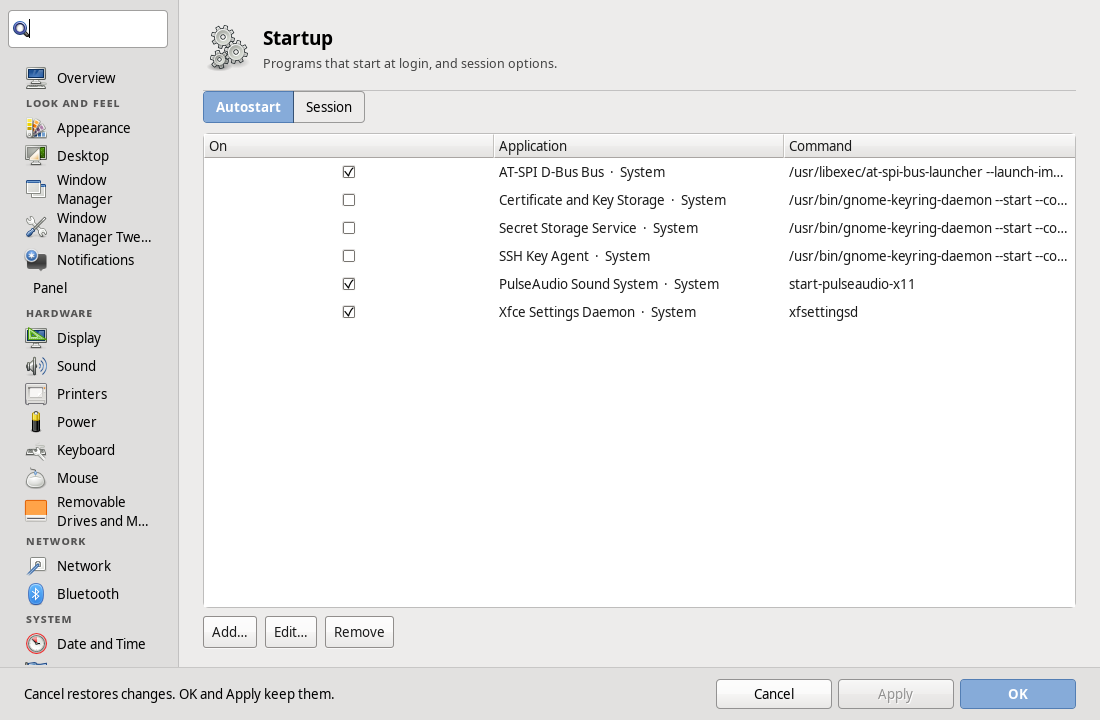 Overview
LOOK AND FEEL
Appearance
Desktop
Window
Manager
Window
Manager Twe...
Notifications
Panel
HARDWARE
Display
Sound
Printers
Power
Keyboard
Mouse
Removable
Drives and M...
NETWORK
Network
Bluetooth
SYSTEM
Date and Time
Startup
Programs that start at login, and session options.
Autostart Session
On Application Command
AT-SPI D-Bus Bus · System /usr/libexec/at-spi-bus-launcher --launch-im...
Certificate and Key Storage · System /usr/bin/gnome-keyring-daemon --start --co...
Secret Storage Service · System /usr/bin/gnome-keyring-daemon --start --co...
SSH Key Agent · System /usr/bin/gnome-keyring-daemon --start --co...
PulseAudio Sound System · System start-pulseaudio-x11
Xfce Settings Daemon · System xfsettingsd
Add... Edit... Remove
Cancel restores changes. OK and Apply keep them.
Cancel Apply OK